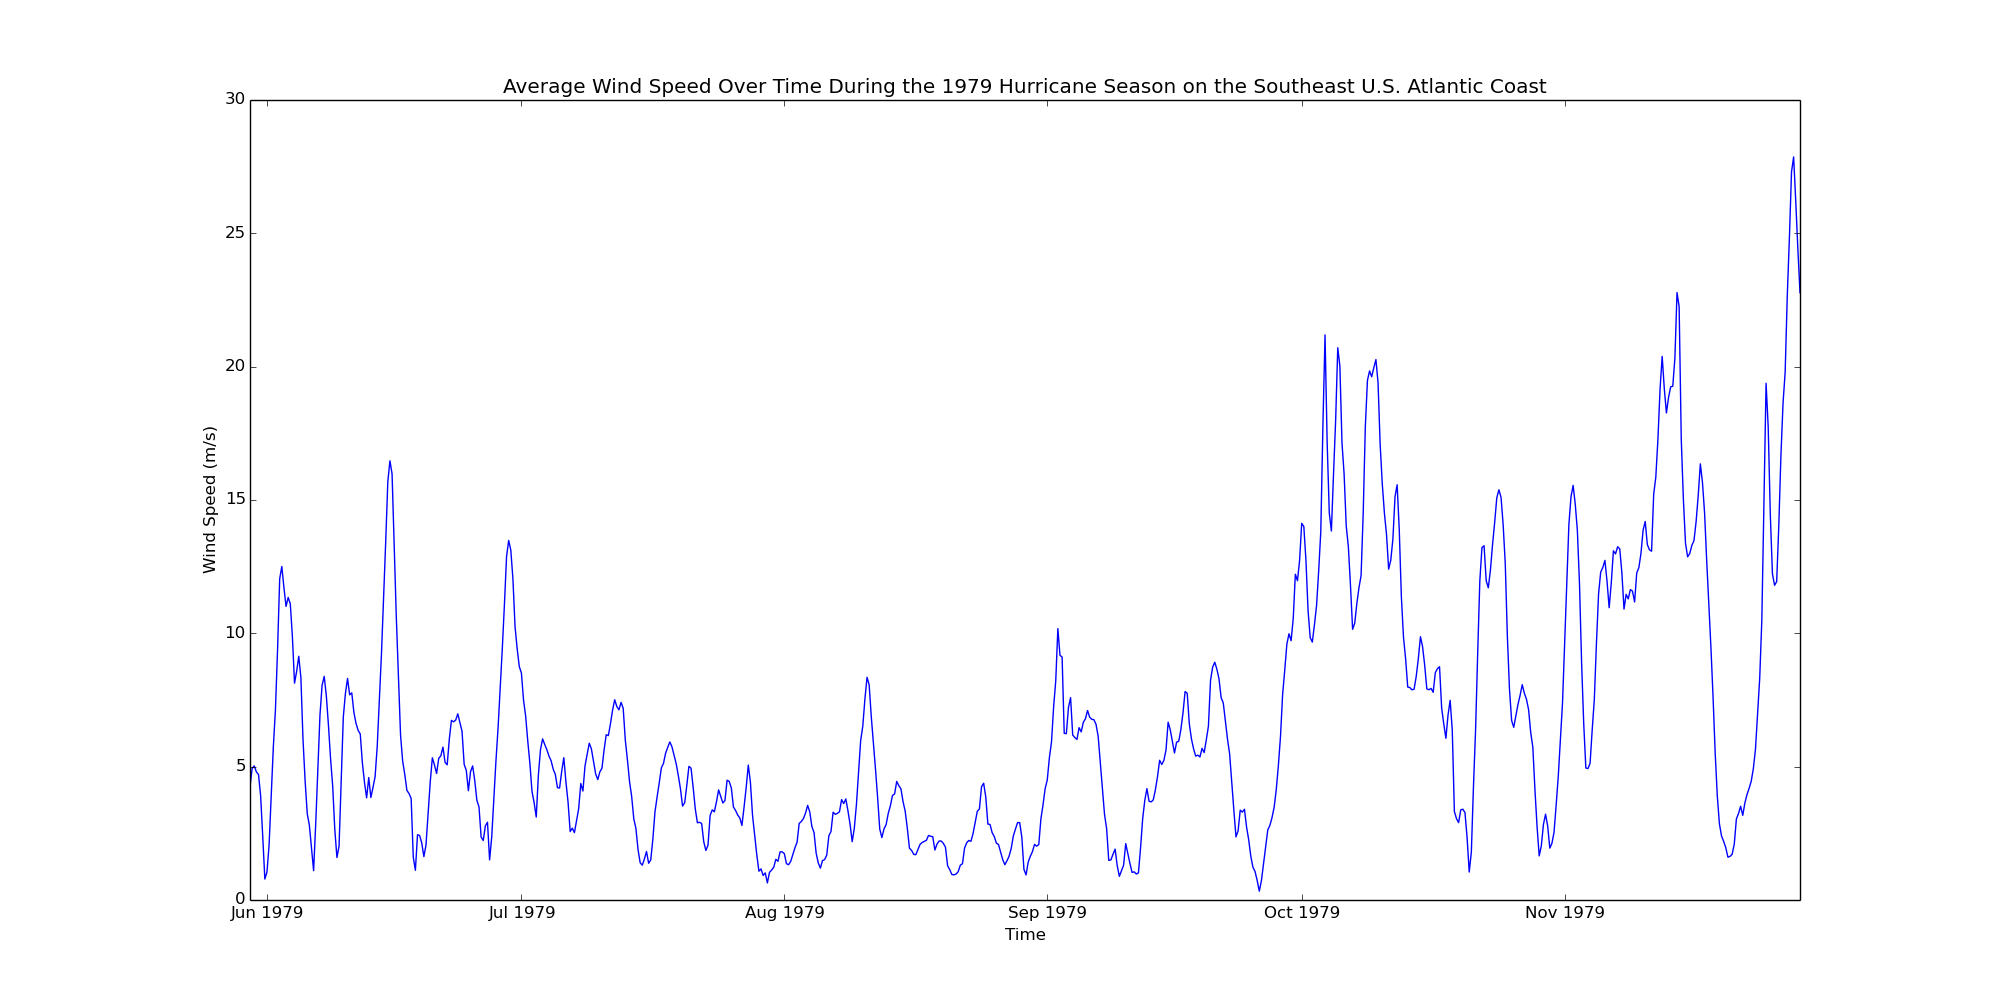 Average Wind Speed Over Time During the 1979 Hurricane Season on the Southeast U.S. Atlantic Coast
30
25
20
15
10
5
0
Wind Speed (m/s)
Jun 1979 Jul 1979 Aug 1979 Sep 1979 Oct 1979 Nov 1979
Time